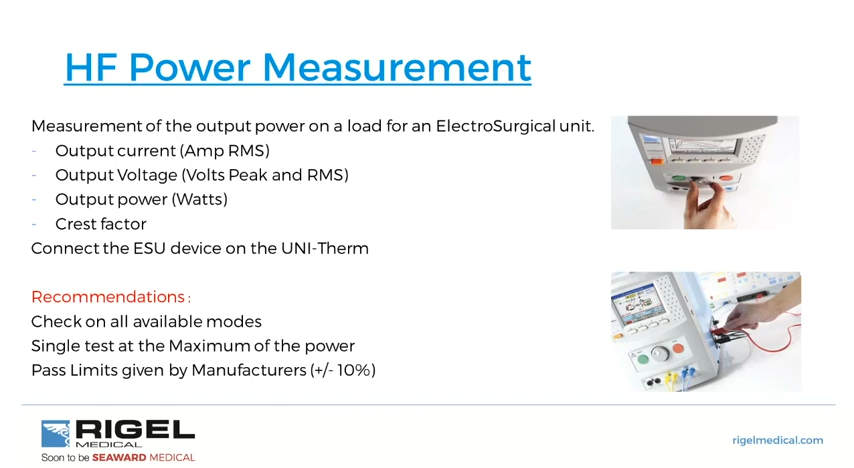 HF Power Measurement
Measurement of the output power on a load for an ElectroSurgical unit.
- Output current (Amp RMS)
- Output Voltage (Volts Peak and RMS)
- Output power (Watts)
- Crest factor
Connect the ESU device on the UNI-Therm
Recommendations :
Check on all available modes
Single test at the Maximum of the power
Pass Limits given by Manufacturers (+/- 10%)
RIGEL
MEDICAL
Soon to be SEAWARD MEDICAL
rigelmedical.com